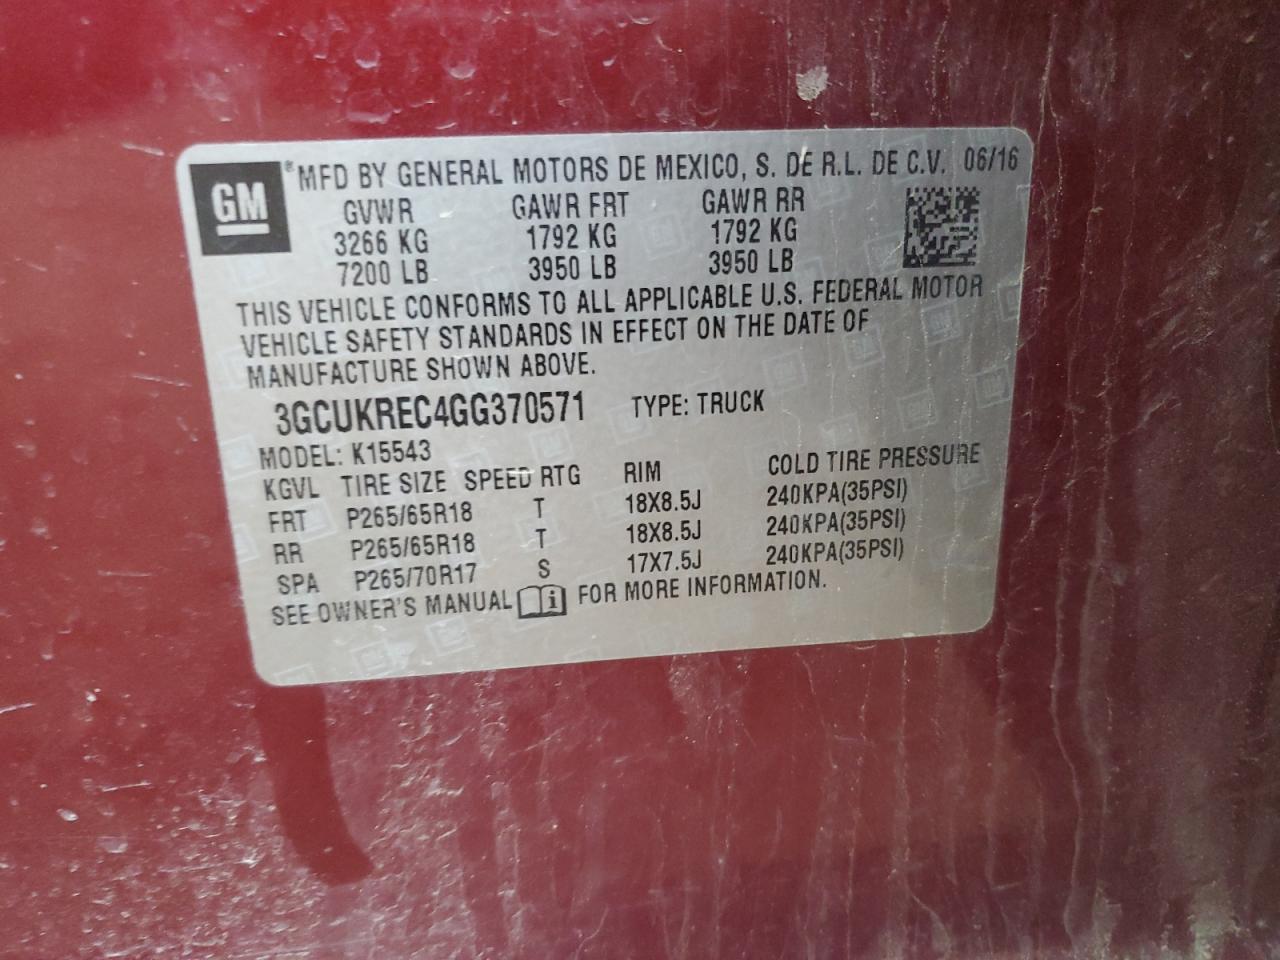 GM ® MFD BY GENERAL MOTORS DE MEXICO, S. DE R.L. DE C.V. 06/16
GVWR GAWR FRT GAWR RR
3266 KG 1792 KG 1792 KG
7200 LB 3950 LB 3950 LB
THIS VEHICLE CONFORMS TO ALL APPLICABLE U.S. FEDERAL MOTOR
VEHICLE SAFETY STANDARDS IN EFFECT ON THE DATE OF
MANUFACTURE SHOWN ABOVE.
3GCUKREC4GG370571 TYPE: TRUCK
MODEL: K15543
KGVL TIRE SIZE SPEED RTG RIM COLD TIRE PRESSURE
FRT P265/65R18 T 18X8.5J 240KPA(35PSI)
RR P265/65R18 T 18X8.5J 240KPA(35PSI)
SPA P265/70R17 S 17X7.5J 240KPA(35PSI)
SEE OWNER'S MANUAL i FOR MORE INFORMATION.